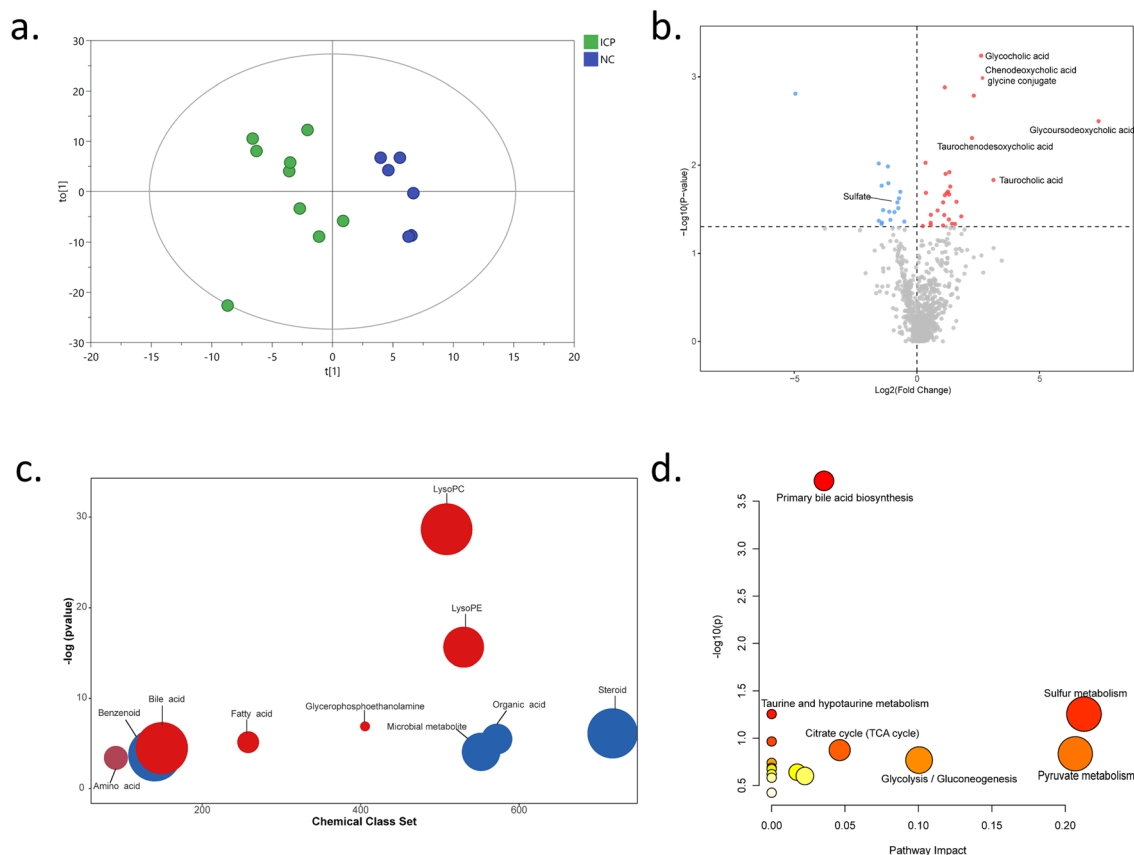 a.
ICP
NC
30
20
10
0
-10
-20
-30
to[1]
-20
-15
-10
-5
0
5
10
15
20
t[1]
b.
Glycocholic acid
Chenodeoxycholic acid
glycine conjugate
Glycoursodeoxycholic acid
Taurochendesoxycholic acid
Taurocholic acid
Sulfate
3
2
1
0
−Log10(P−value)
−5
0
5
Log2(Fold Change)
c.
LysoPC
LysoPE
Steroid
Organic acid
Glycerophosphoethanolamine
Microbial metabolite
Fatty acid
Bile acid
Benzenoid
Amino acid
30
20
10
0
-log (pvalue)
200
400
600
Chemical Class Set
d.
Primary bile acid biosynthesis
Sulfur metabolism
Taurine and hypotaurine metabolism
Citrate cycle (TCA cycle)
Glycolysis / Gluconeogenesis
Pyruvate metabolism
3.5
3.0
2.5
2.0
1.5
1.0
0.5
-log10(p)
0.00
0.05
0.10
0.15
0.20
Pathway Impact